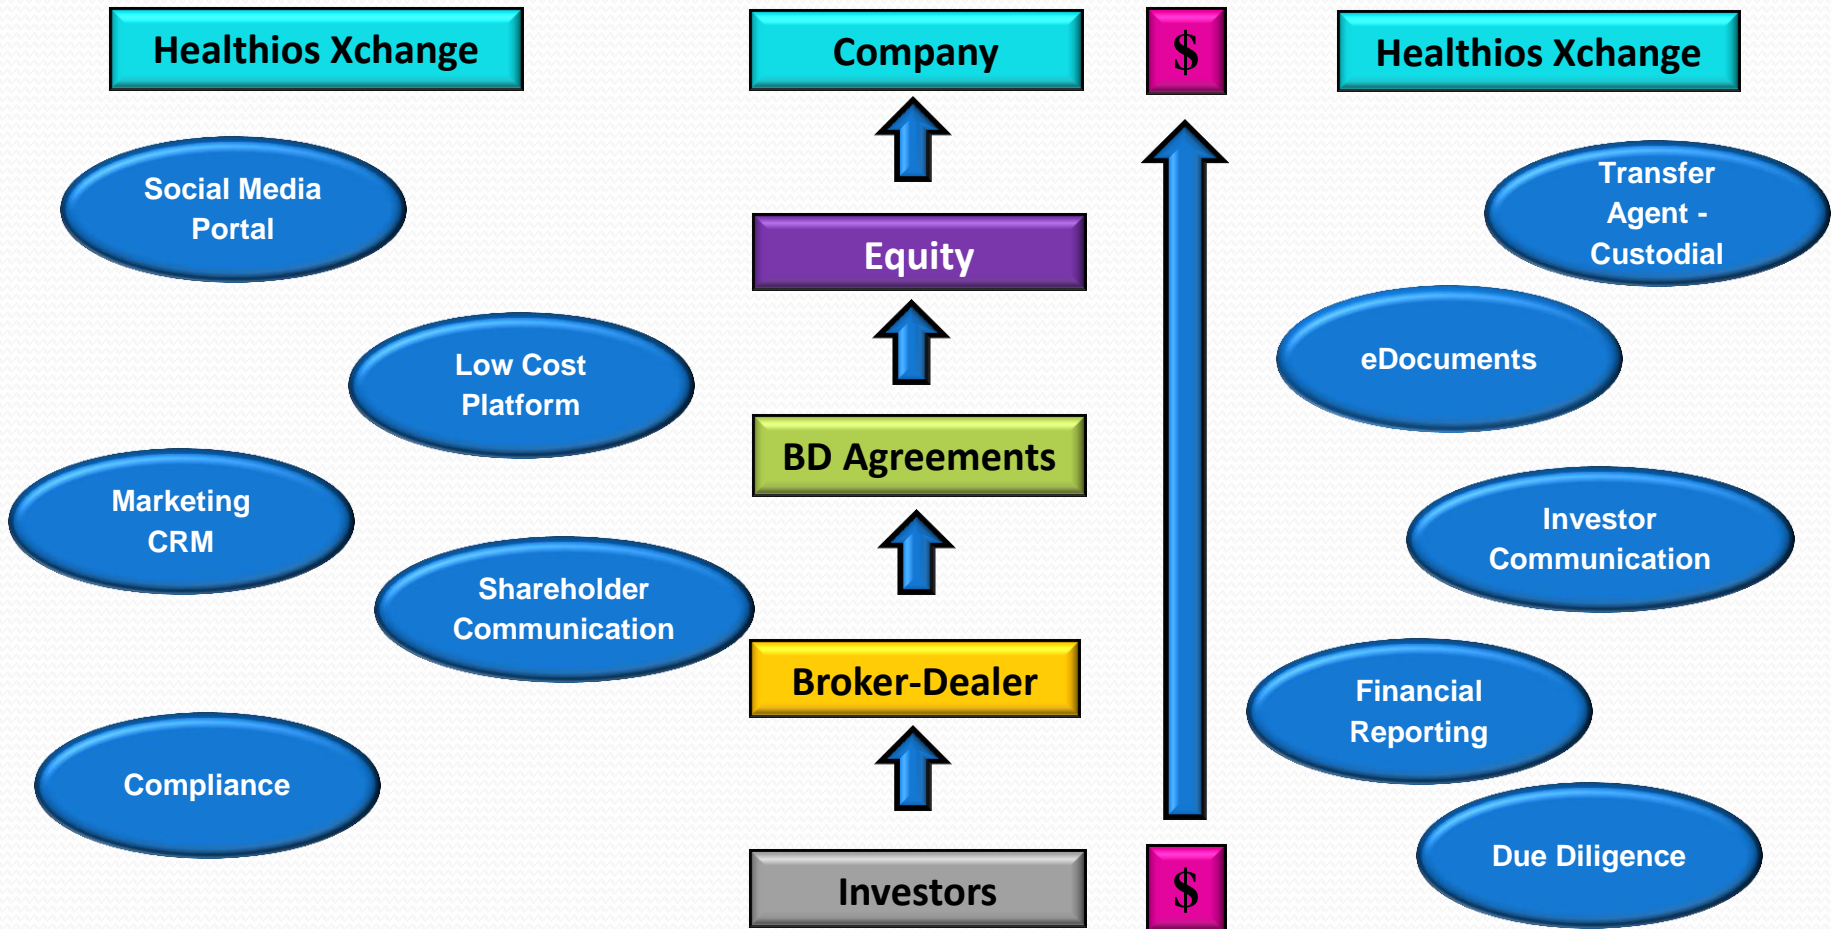 Healthios Xchange
Company
$
Healthios Xchange
Social Media
Portal
Low Cost
Platform
Marketing
CRM
Shareholder
Communication
Compliance
Equity
BD Agreements
Broker-Dealer
Investors
$
Transfer
Agent -
Custodial
eDocuments
Investor
Communication
Financial
Reporting
Due Diligence